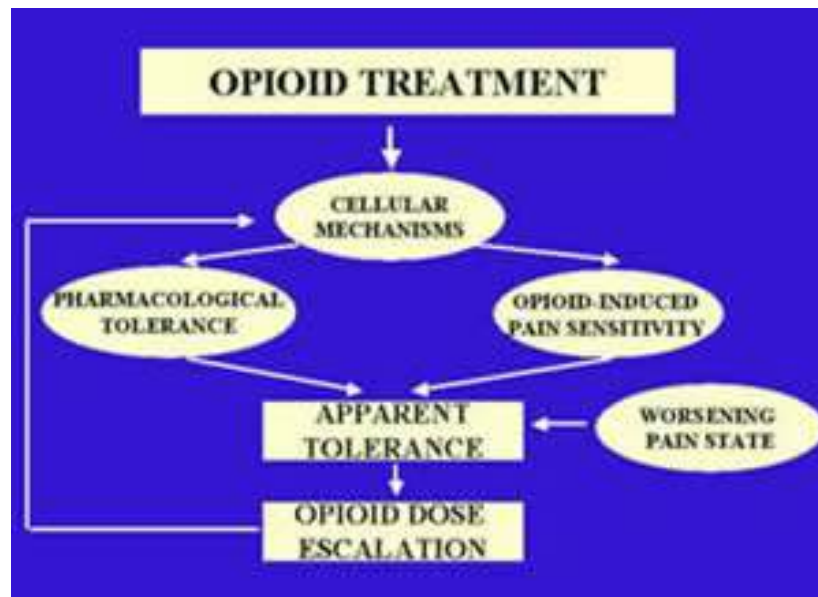 OPIOID TREATMENT
CELLULAR
MECHANISMS
PHARMACOLOGICAL
TOLERANCE
OPIOID-INDUCED
PAIN SENSITIVITY
APPARENT
TOLERANCE
WORSENING
PAIN STATE
OPIOID DOSE
ESCALATION